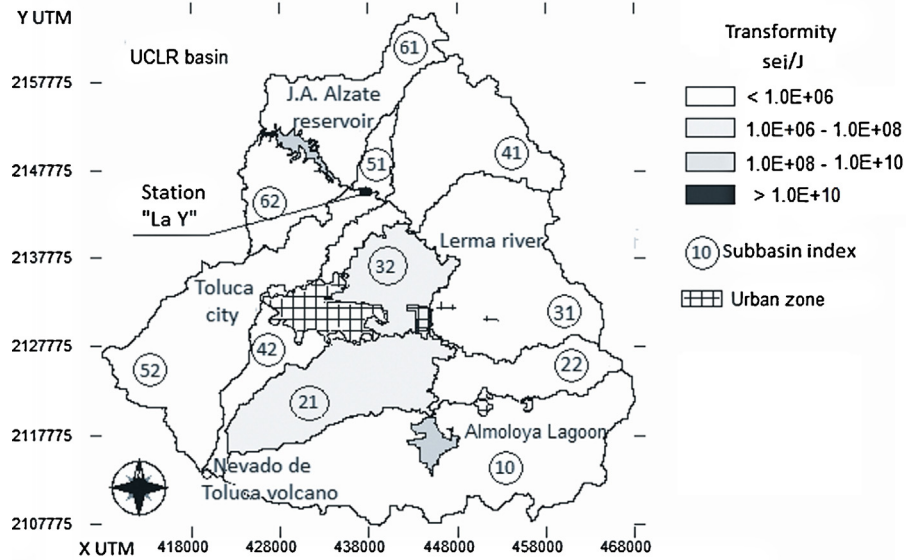 Y UTM
UCLR basin
2157775
2147775
2137775
2127775
2117775
2107775
X UTM
418000
428000
438000
448000
458000
468000
61
J.A. Alzate
reservoir
51
41
Station
"La Y"
62
Lerma river
32
Toluca
city
31
42
52
22
21
Almoloya Lagoon
10
Nevado de
Toluca volcano
Transformity
sei/J
< 1.0E+06
1.0E+06 - 1.0E+08
1.0E+08 - 1.0E+10
> 1.0E+10
10 Subbasin index
Urban zone